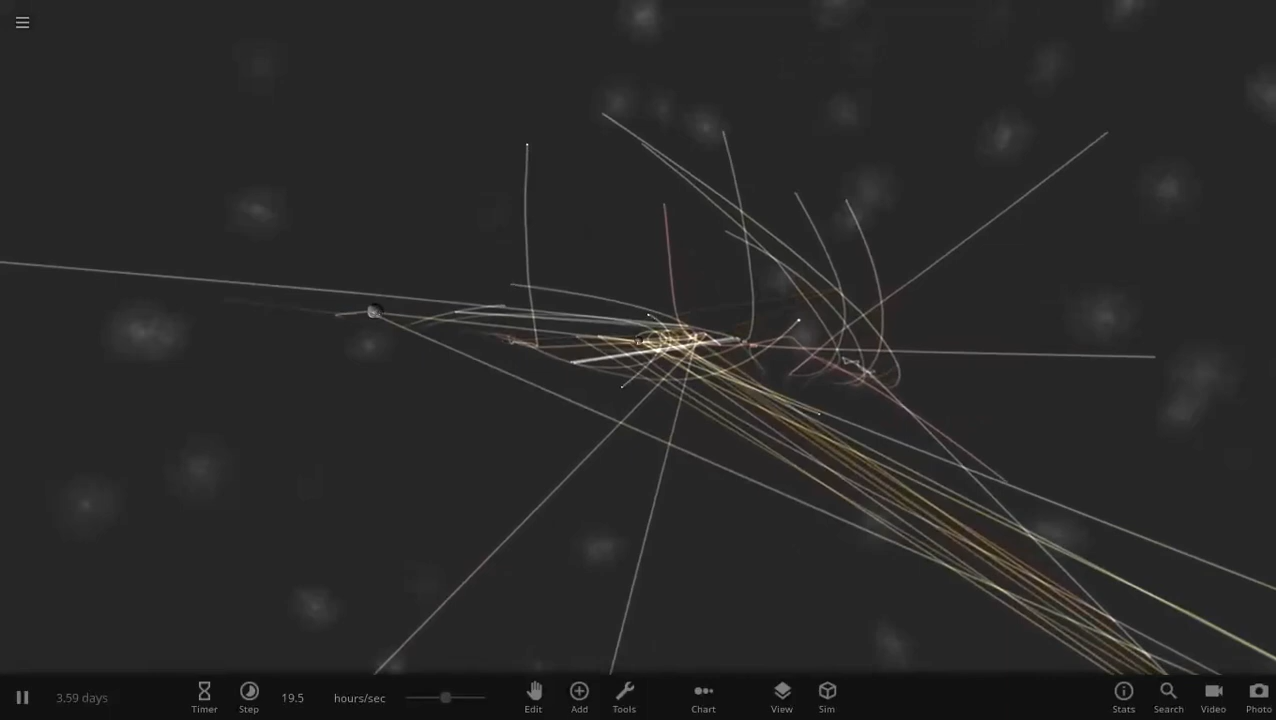 3.59 days
Timer
Step
19.5
hours/sec
Edit
Add
Tools
Chart
View
Sim
Stats
Search
Video
Photo